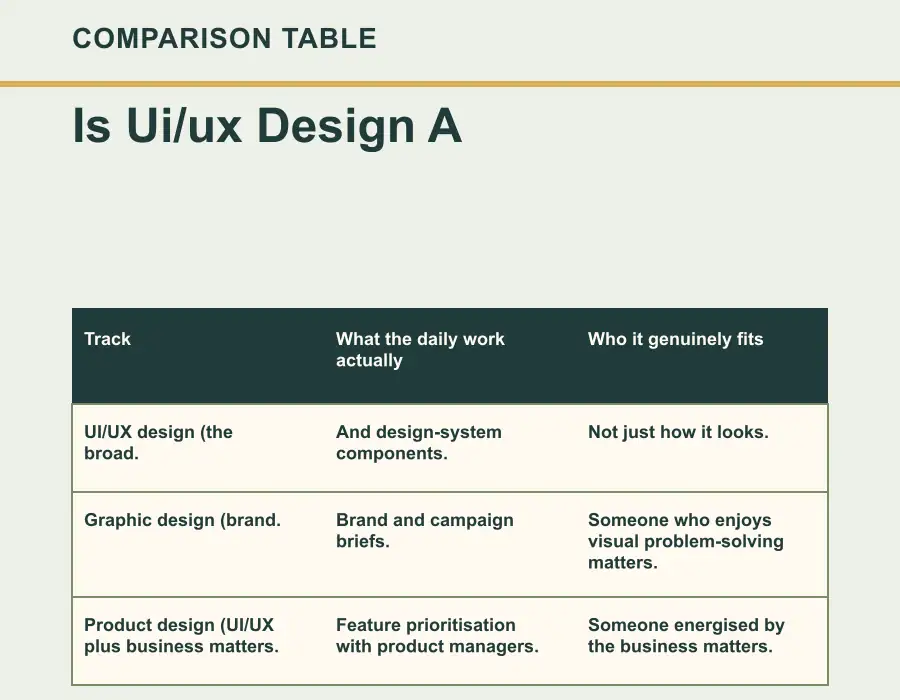 COMPARISON TABLE
Is Ui/ux Design A
Track
What the daily work
actually
Who it genuinely fits
UI/UX design (the
broad.
And design-system
components.
Not just how it looks.
Graphic design (brand.
Brand and campaign
briefs.
Someone who enjoys
visual problem-solving
matters.
Product design (UI/UX
plus business matters.
Feature prioritisation
with product managers.
Someone energised by
the business matters.